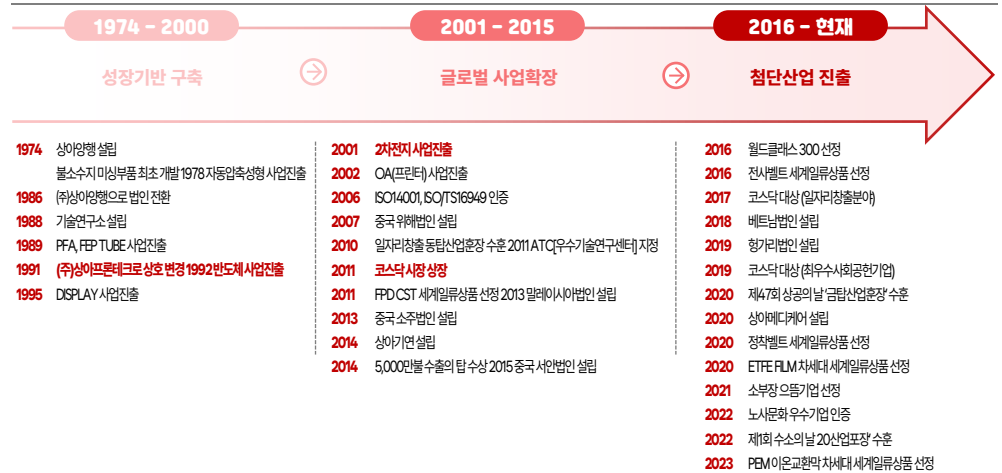 1974 - 2000
성장기반 구축
2001 - 2015
글로벌 사업확장
2016 - 현재
첨단산업 진출
1974 상아양행 설립
불소수지 미싱부품 최초 개발 1978 자동압축성형 사업진출
1986 ㈜상아양행으로 법인 전환
1988 기술연구소 설립
1989 PFA, FEP TUBE 사업진출
1991 (주)상아프론테크로 상호 변경 1992 반도체 사업진출
1995 DISPLAY 사업진출
2001 2차전지 사업진출
2002 OA(프린터) 사업진출
2006 ISO14001, ISO/TS16949 인증
2007 중국 위해법인 설립
2010 일자리창출 동탑산업훈장 수훈 2011 ATC[우수기술연구센터] 지정
2011 코스닥 시장 상장
2011 FPD CST 세계일류상품 선정 2013 말레이시아법인 설립
2013 중국 소주법인 설립
2014 상아기연 설립
2014 5,000만불 수출의 탑 수상 2015 중국 서안법인 설립
2016 월드클래스 300 선정
2016 전사벨트 세계일류상품 선정
2017 코스닥 대상 (일자리창출분야)
2018 베트남법인 설립
2019 헝가리법인 설립
2019 코스닥 대상 (최우수사회공헌기업)
2020 제47회 상공의 날 '금탑산업훈장' 수훈
2020 상아메디케어 설립
2020 정착벨트 세계일류상품 선정
2020 ETFE FILM 차세대 세계일류상품 선정
2021 소부장 으뜸기업 선정
2022 노사문화 우수기업 인증
2022 제1회 수소의 날 20산업포장' 수훈
2023 PEM 이온교환막 차세대 세계일류상품 선정